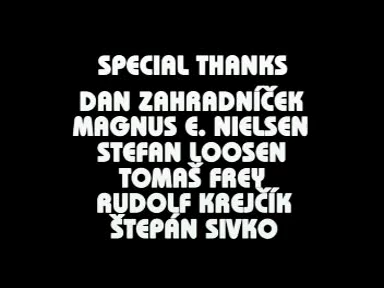 SPECIAL THANKS
DAN ZAHRADNÍČEK
MAGNUS E. NIELSEN
STEFAN LOOSEN
TOMAŠ FREY
RUDOLF KREJČÍK
ŠTEPÁN SIVKO